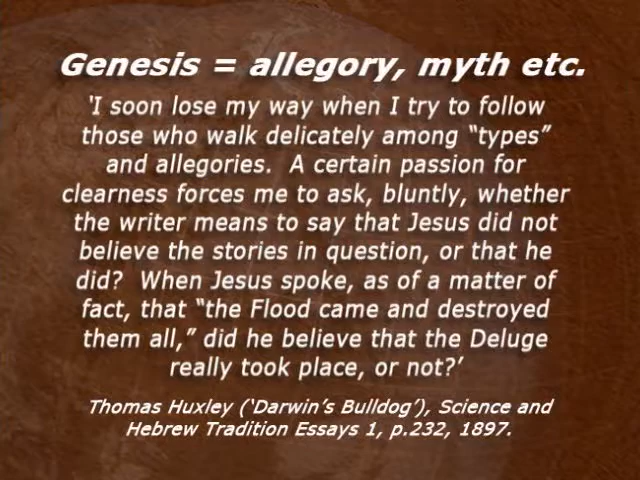 Genesis = allegory, myth etc.
'I soon lose my way when I try to follow
those who walk delicately among "types"
and allegories. A certain passion for
clearness forces me to ask, bluntly, whether
the writer means to say that Jesus did not
believe the stories in question, or that he
did? When Jesus spoke, as of a matter of
fact, that "the Flood came and destroyed
them all," did he believe that the Deluge
really took place, or not?'
Thomas Huxley ('Darwin's Bulldog'), Science and
Hebrew Tradition Essays 1, p.232, 1897.